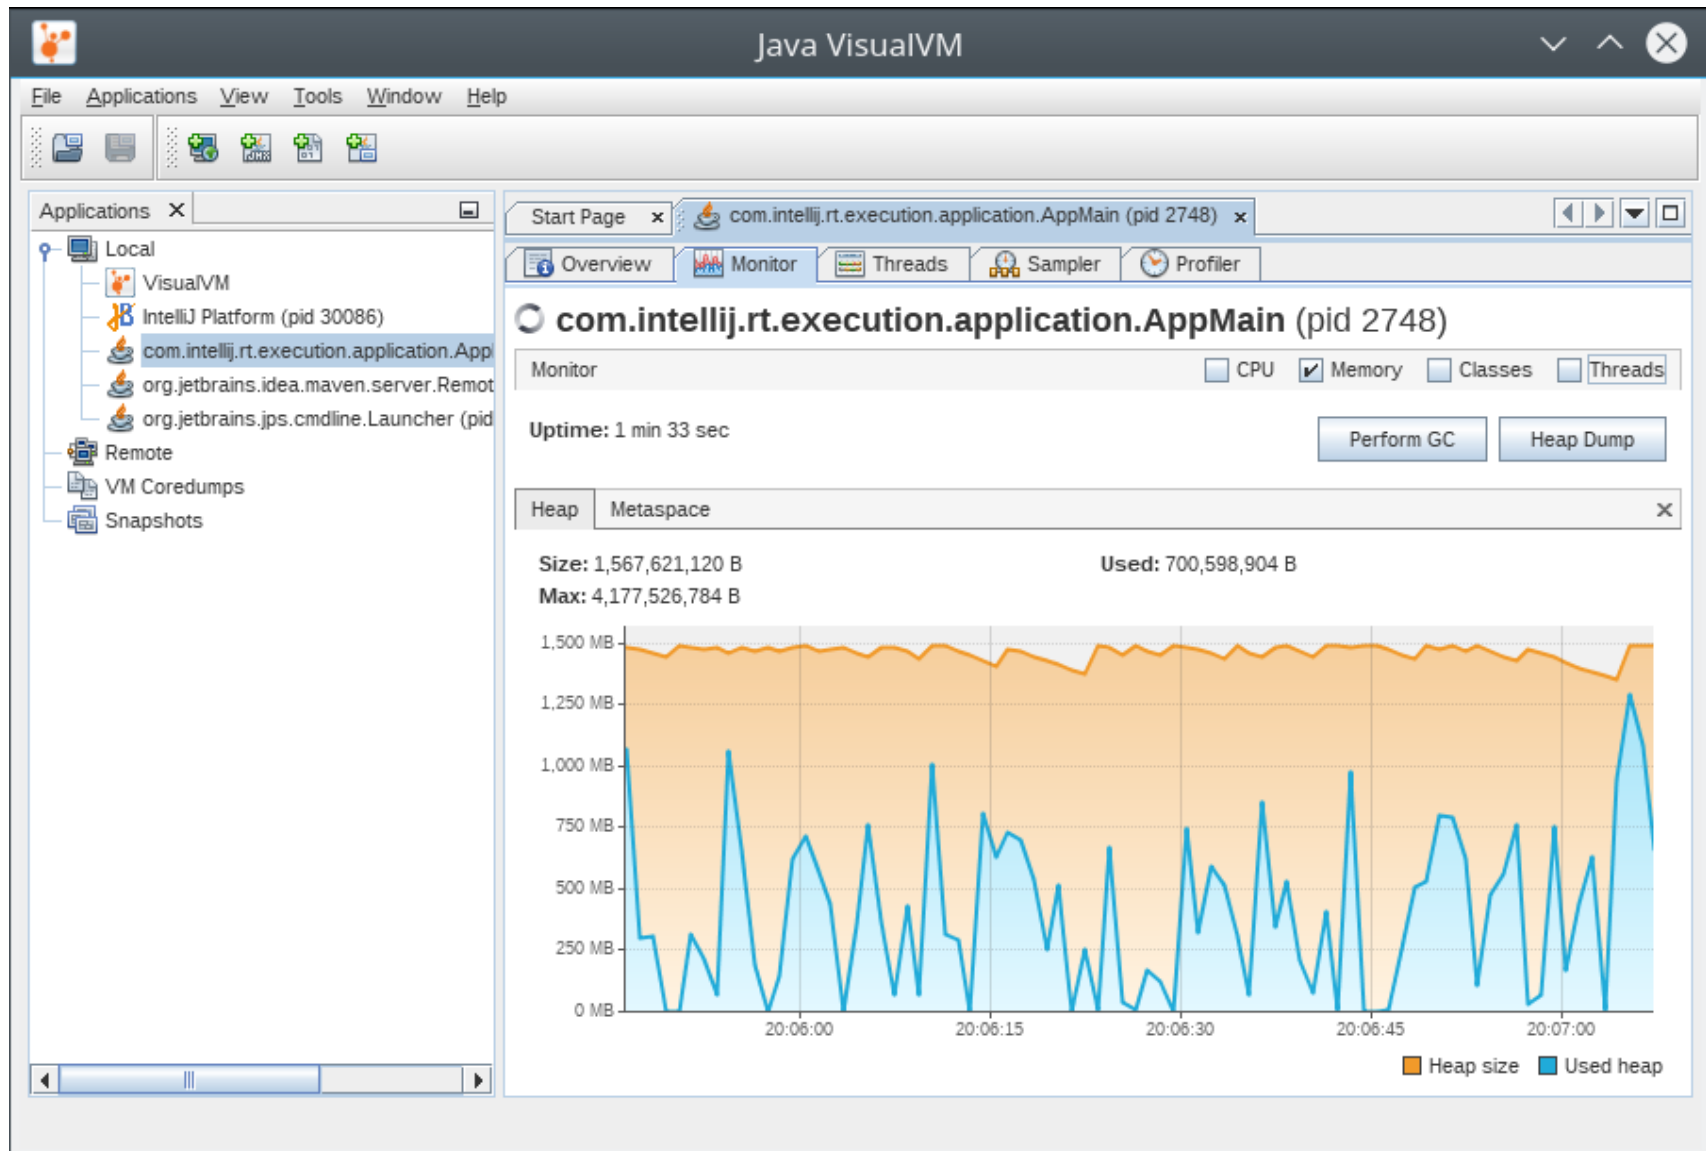 Java VisualVM
File Applications View Tools Window Help
Applications
Local
VisualVM
IntelliJ Platform (pid 30086)
com.intellij.rt.execution.application.App
org.jetbrains.idea.maven.server.Remot
org.jetbrains.jps.cmdline.Launcher (pid
Remote
VM Coredumps
Snapshots
Start Page com.intellij.rt.execution.application.AppMain (pid 2748)
Overview Monitor Threads Sampler Profiler
com.intellij.rt.execution.application.AppMain (pid 2748)
Monitor CPU Memory Classes Threads
Uptime: 1 min 33 sec
Perform GC Heap Dump
Heap Metaspace
Size: 1,567,621,120 B Used: 700,598,904 B
Max: 4,177,526,784 B
1,500 MB
1,250 MB
1,000 MB
750 MB
500 MB
250 MB
0 MB
20:06:00 20:06:15 20:06:30 20:06:45 20:07:00
Heap size Used heap